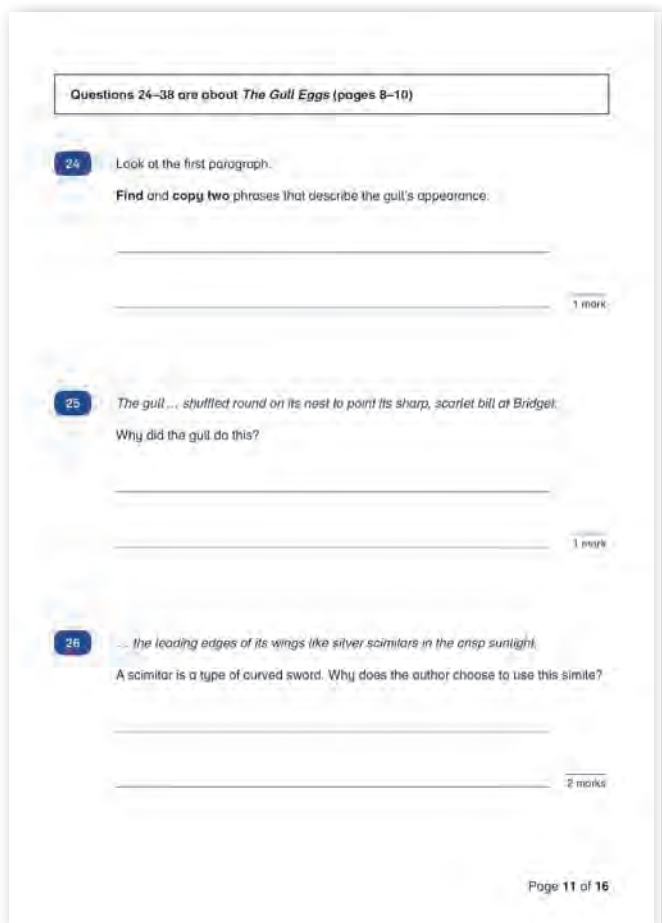 Questions 24–38 are about The Gull Eggs (pages 8–10)
24
Look at the first paragraph.
Find and copy two phrases that describe the gull's appearance.
1 mark
25
The gull ... shuffled round on its nest to point its sharp, scarlet bill at Bridget.
Why did the gull do this?
1 mark
26
... the leading edges of its wings like silver scimitars in the crisp sunlight.
A scimitar is a type of curved sword. Why does the author choose to use this simile?
2 marks
Page 11 of 16